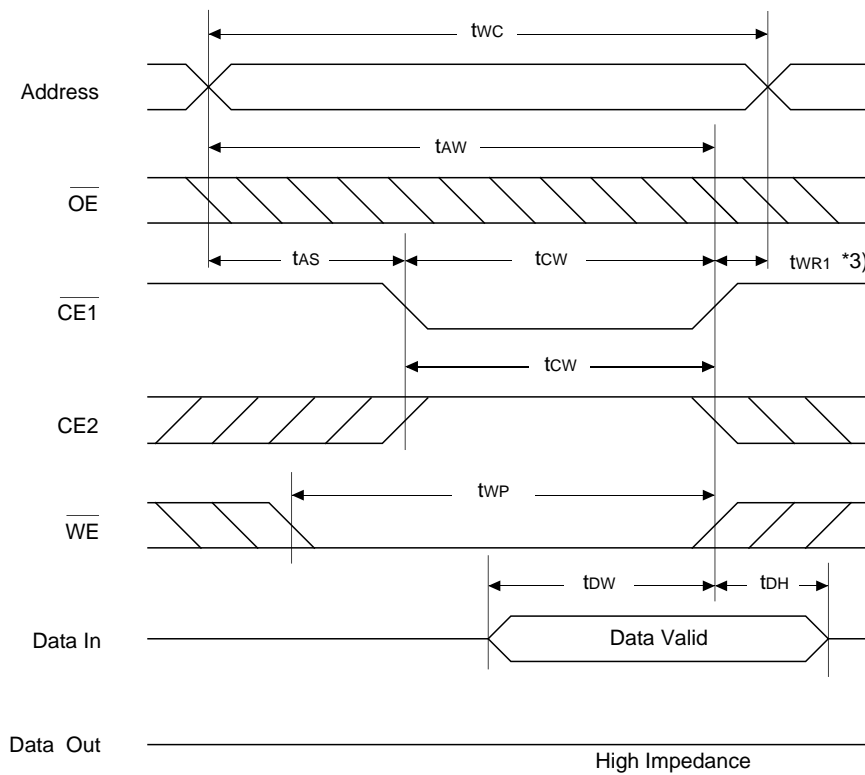 tWC
Address
tAW
OE
tAS tCW tWR1 *3)
CE1
tCW
CE2
tWP
WE
tDW tDH
Data In Data Valid
Data Out
High Impedance